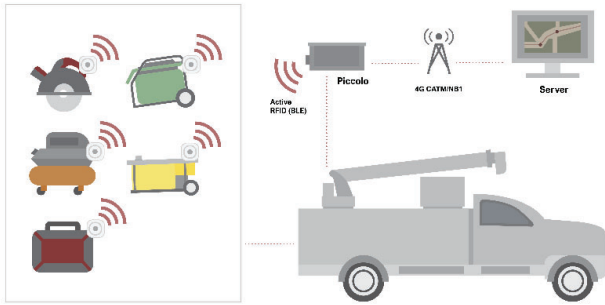 Active
RFID (BLE)
Piccolo
4G CATM/NB1
Server